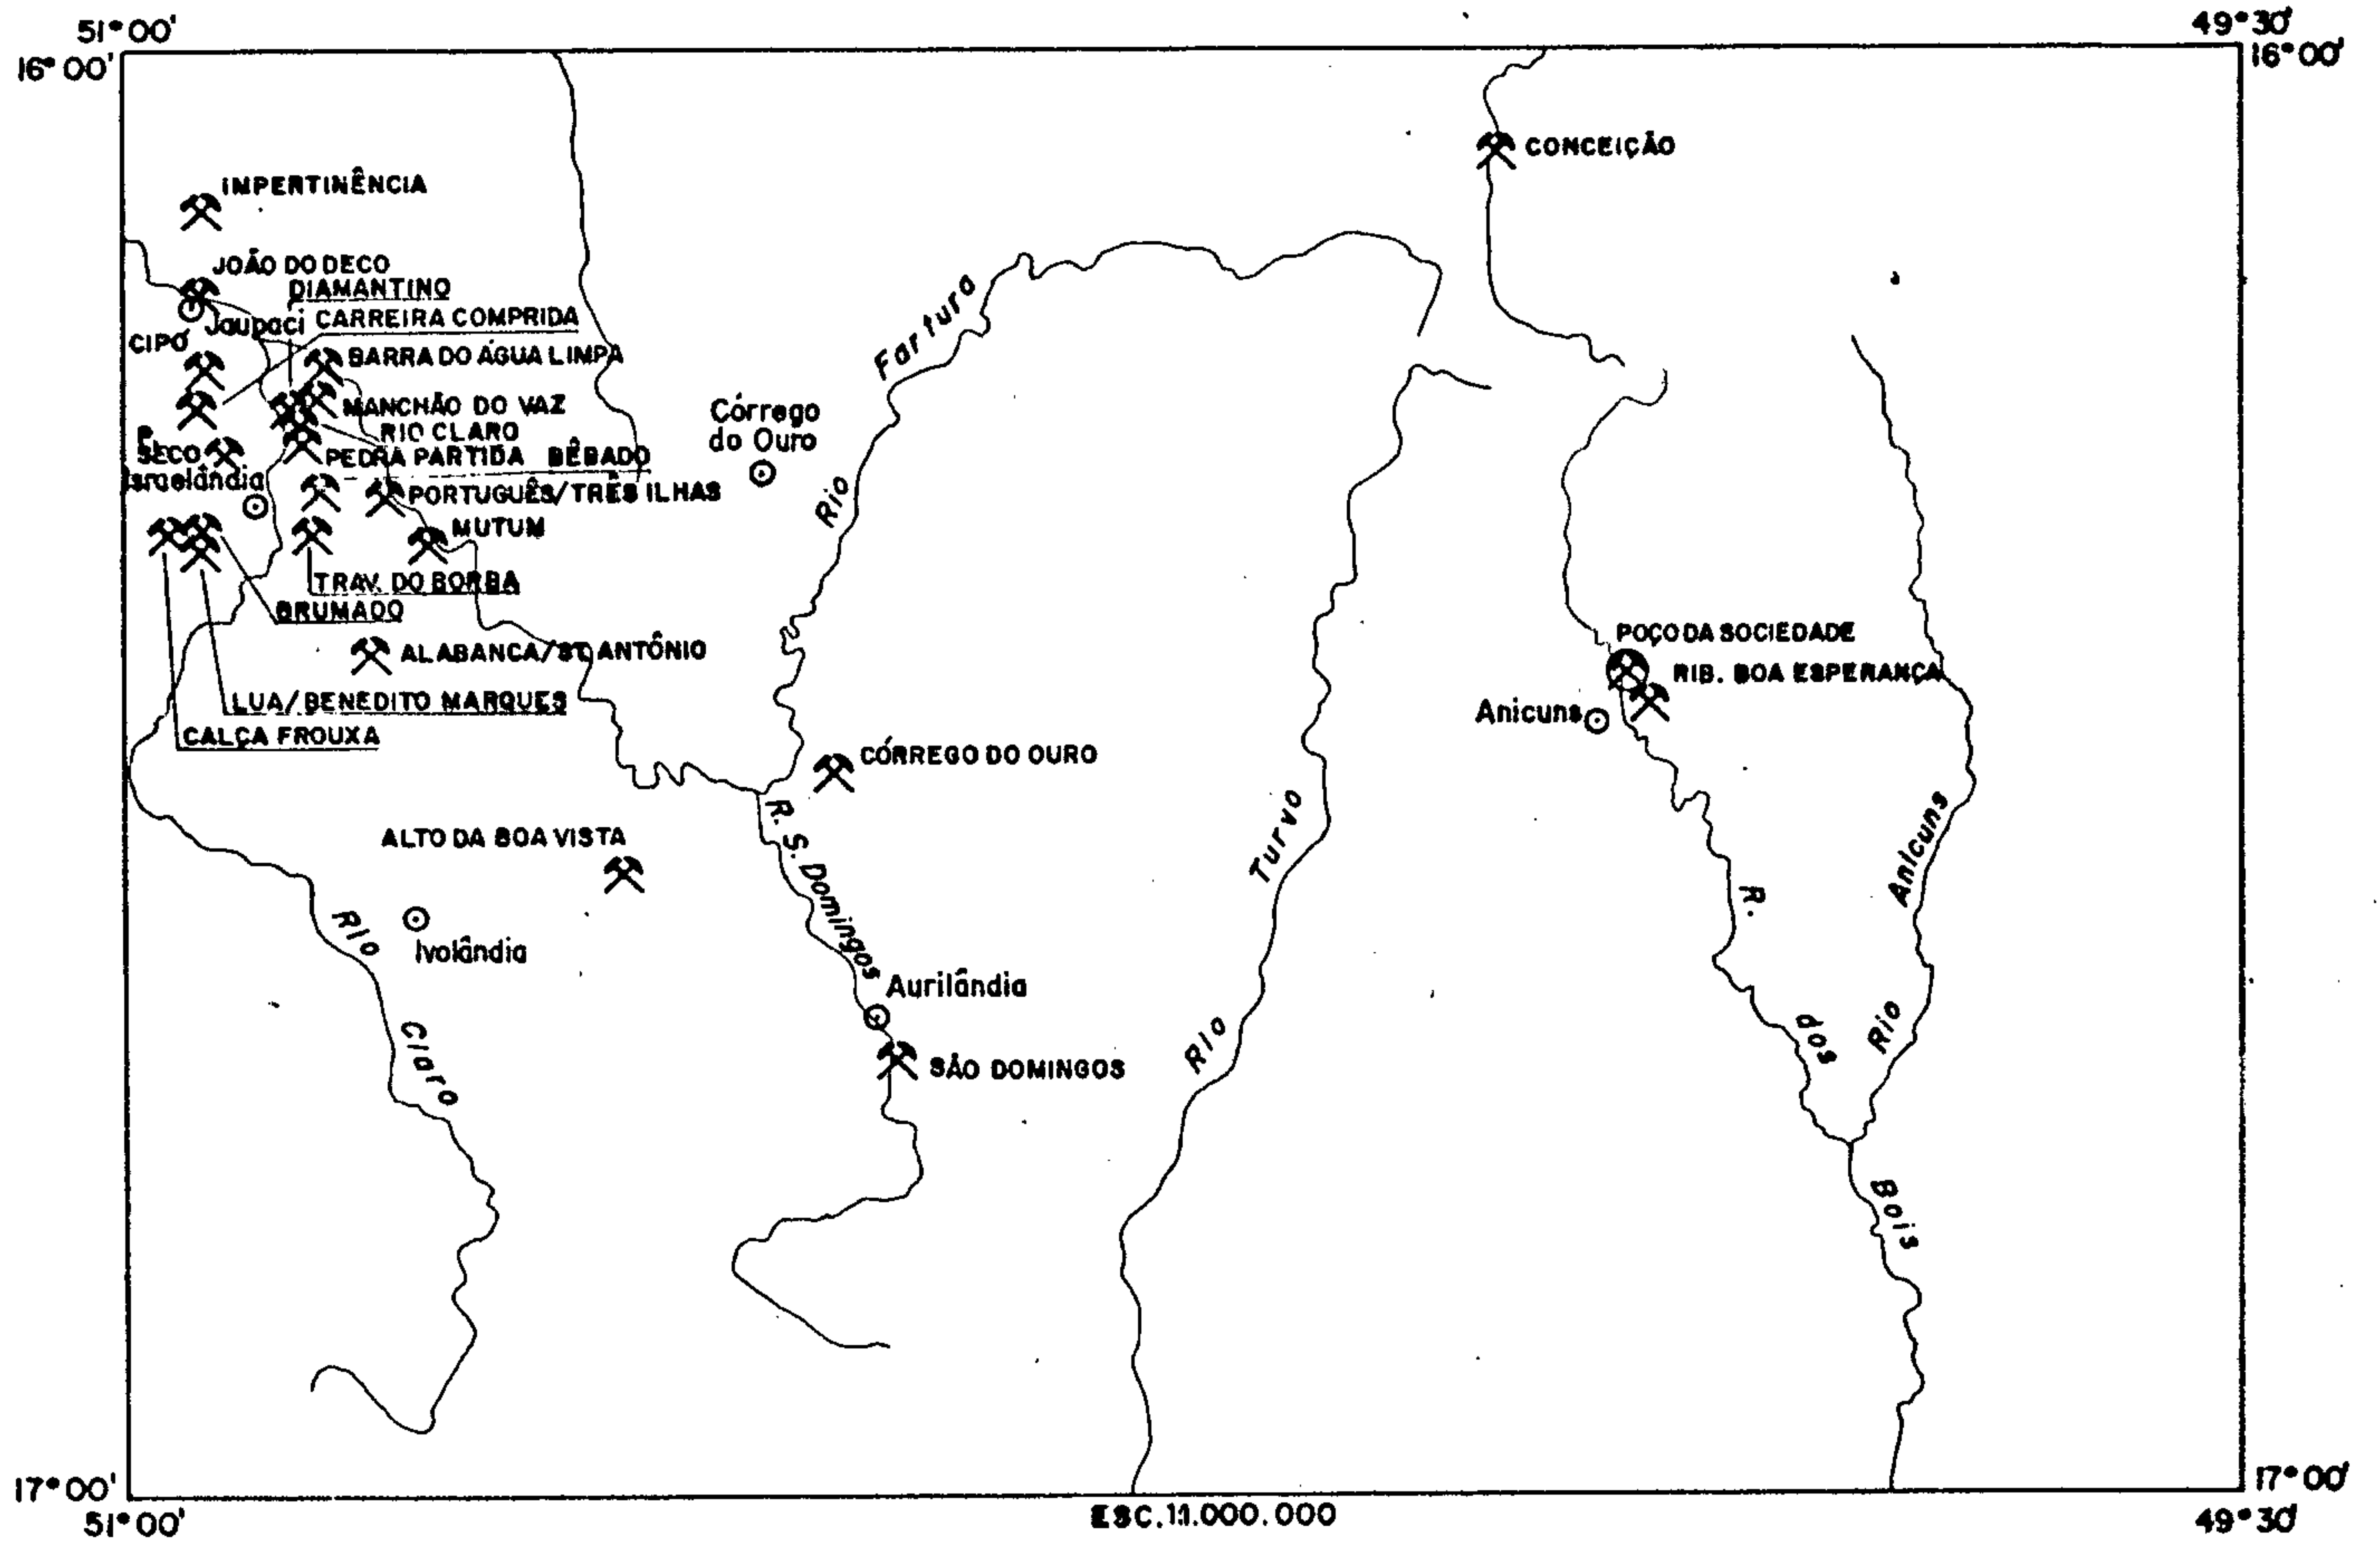 51°00'
49°30'
16°00'
16°00'
CONCEIÇÃO
IMPERTINÊNCIA
JOÃO DO DECO
DIAMANTINO
Jaupaci CARREIRA COMPRIDA
CIPÓ
BARRA DO ÁGUA LIMPA
Rio Fartura
MANCHÃO DO VAZ
Córrego
do Ouro
RIO CLARO
SECO
PEDRA PARTIDA BÊBADO
Israelândia
PORTUGUÊS/TRÊS ILHAS
MUTUM
TRAV. DO BORBA
BRUMADO
POÇO DA SOCIEDADE
ALABANCA/STº ANTÔNIO
RIB. BOA ESPERANÇA
LUA/BENEDITO MARQUES
Anicuns
CALÇA FROUXA
CÓRREGO DO OURO
R. S. Domingos
ALTO DA BOA VISTA
Rio Turvo
Rio Anicuns
R. dos Bois
Rio Claro
Ivolândia
Aurilândia
SÃO DOMINGOS
17°00'
17°00'
51°00'
ESC.1:1.000.000
49°30'